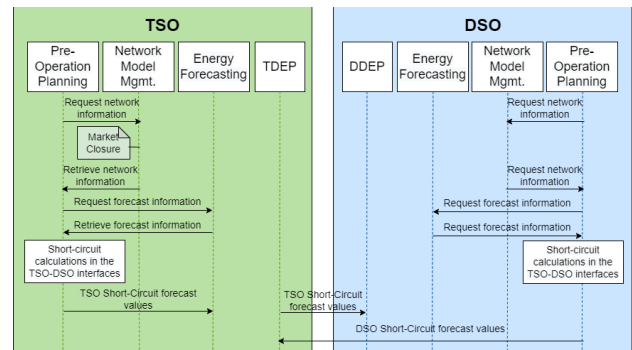 TSO
DSO
Pre-
Operation
Planning
Network
Model
Mgmt.
Energy
Forecasting
TDEP
DDEP
Energy
Forecasting
Network
Model
Mgmt.
Pre-
Operation
Planning
Request network
information
Request network
information
Market
Closure
Retrieve network
information
Request network
information
Request forecast information
Request forecast information
Retrieve forecast information
Request forecast information
Short-circuit
calculations in the
TSO-DSO interfaces
Short-circuit
calculations in the
TSO-DSO interfaces
TSO Short-Circuit forecast
values
TSO Short-Circuit
forecast values
DSO Short-Circuit forecast values